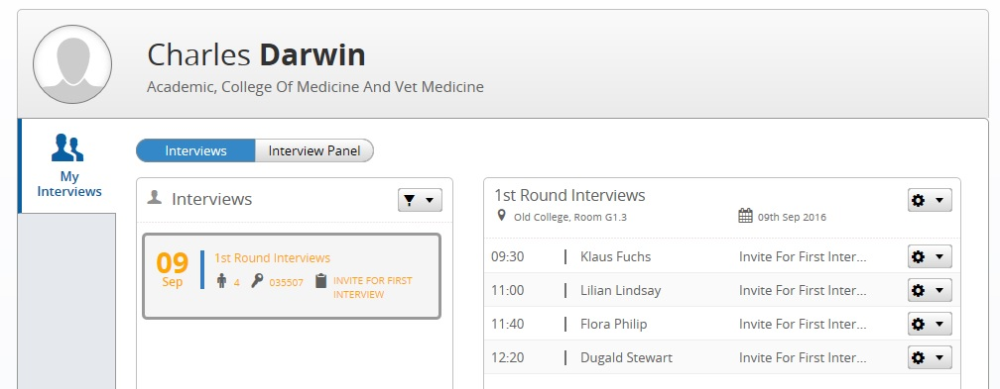 Charles Darwin
Academic, College Of Medicine And Vet Medicine
My
Interviews
Interviews
Interview Panel
Interviews
09
Sep
1st Round Interviews
4
035507
INVITE FOR FIRST
INTERVIEW
1st Round Interviews
Old College, Room G1.3
09th Sep 2016
09:30 Klaus Fuchs Invite For First Inter...
11:00 Lilian Lindsay Invite For First Inter...
11:40 Flora Philip Invite For First Inter...
12:20 Dugald Stewart Invite For First Inter...